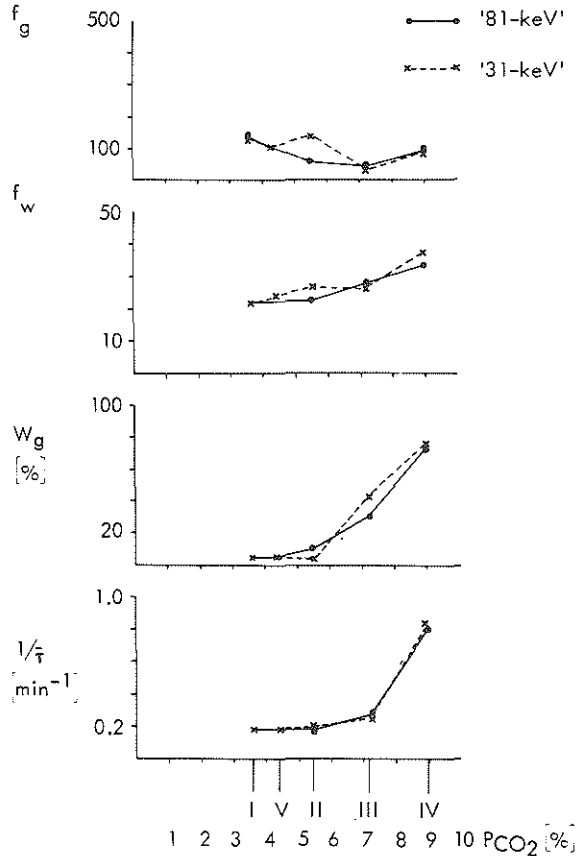 f_g
500
100
'81-keV'
'31-keV'
f_w
50
10
W_g
[%]
100
20
1/τ̄
[min⁻¹]
1.0
0.2
I V II III IV
1 2 3 4 5 6 7 8 9 10 P_CO₂ [%]